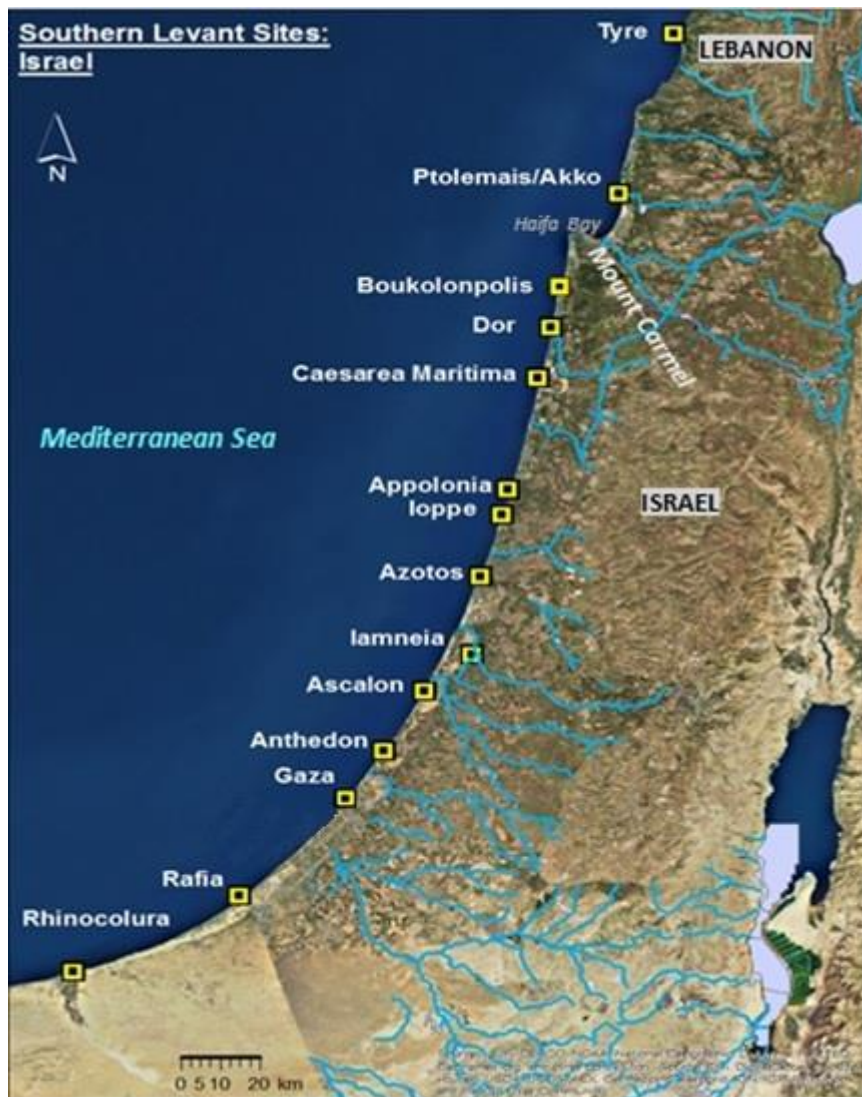 Southern Levant Sites:
Israel
N
Tyre
LEBANON
Ptolemais/Akko
Haifa Bay
Mount Carmel
Boukolonpolis
Dor
Caesarea Maritima
Mediterranean Sea
Appolonia
ISRAEL
Ioppe
Azotos
Iamneia
Ascalon
Anthedon
Gaza
Rafia
Rhinocolura
0 5 10 20 km